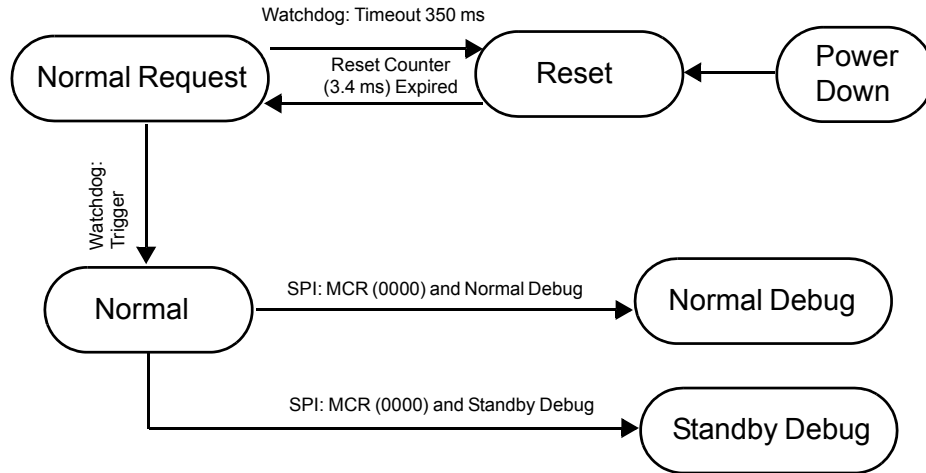 Watchdog: Timeout 350 ms
Normal Request
Reset Counter
(3.4 ms) Expired
Reset
Power
Down
Watchdog:
Trigger
Normal
SPI: MCR (0000) and Normal Debug
Normal Debug
SPI: MCR (0000) and Standby Debug
Standby Debug